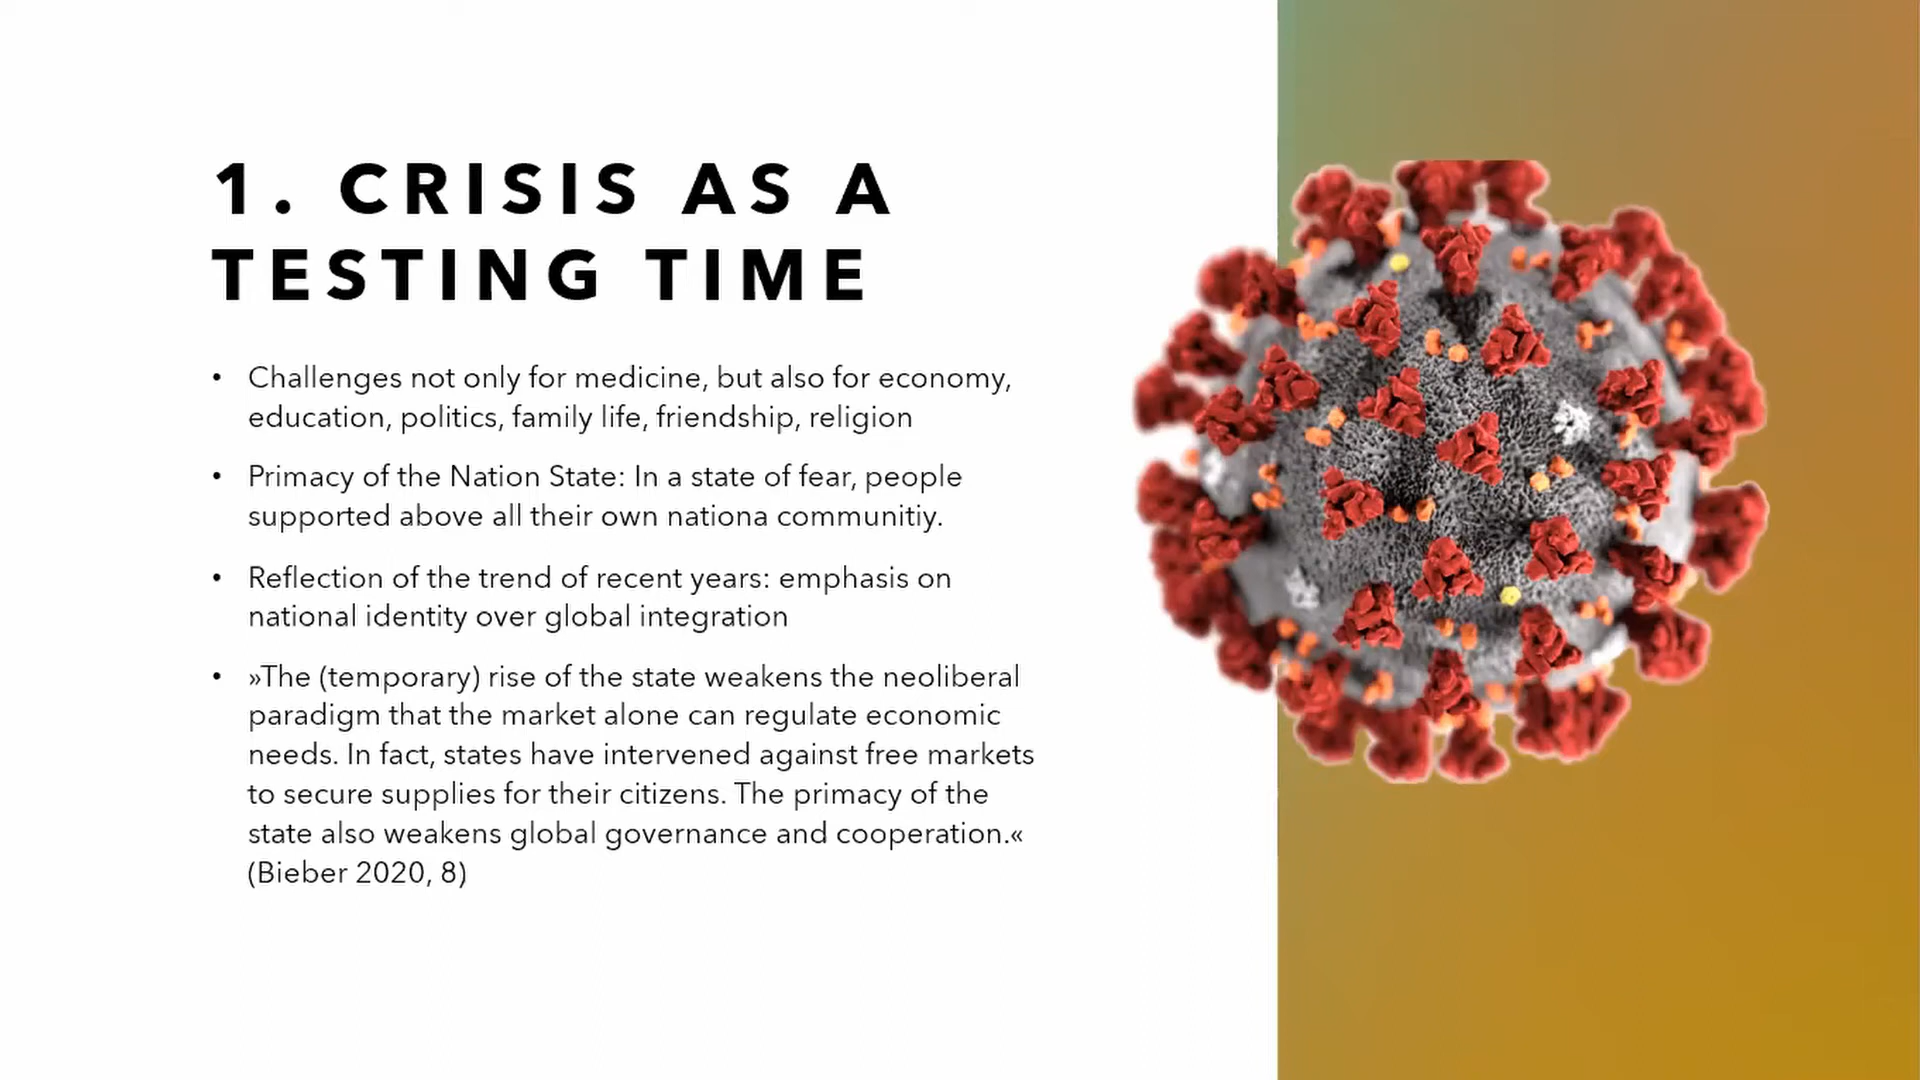 1. CRISIS AS A
TESTING TIME
• Challenges not only for medicine, but also for economy,
education, politics, family life, friendship, religion
• Primacy of the Nation State: In a state of fear, people
supported above all their own nationa communitiy.
• Reflection of the trend of recent years: emphasis on
national identity over global integration
• »The (temporary) rise of the state weakens the neoliberal
paradigm that the market alone can regulate economic
needs. In fact, states have intervened against free markets
to secure supplies for their citizens. The primacy of the
state also weakens global governance and cooperation.«
(Bieber 2020, 8)